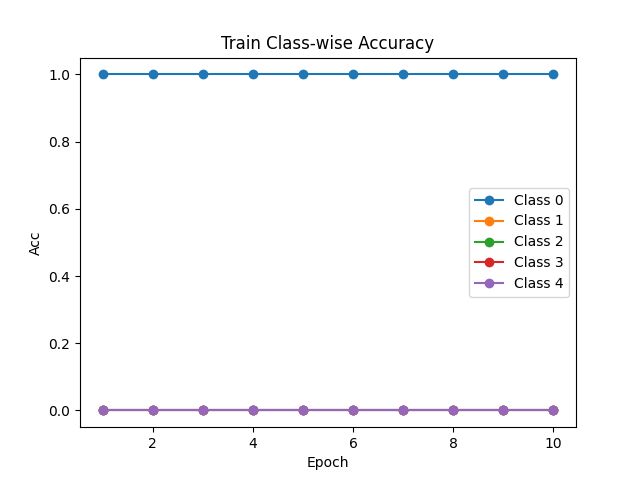 Train Class-wise Accuracy
1.0
0.8
0.6
0.4
0.2
0.0
Acc
Class 0
Class 1
Class 2
Class 3
Class 4
2
4
6
8
10
Epoch